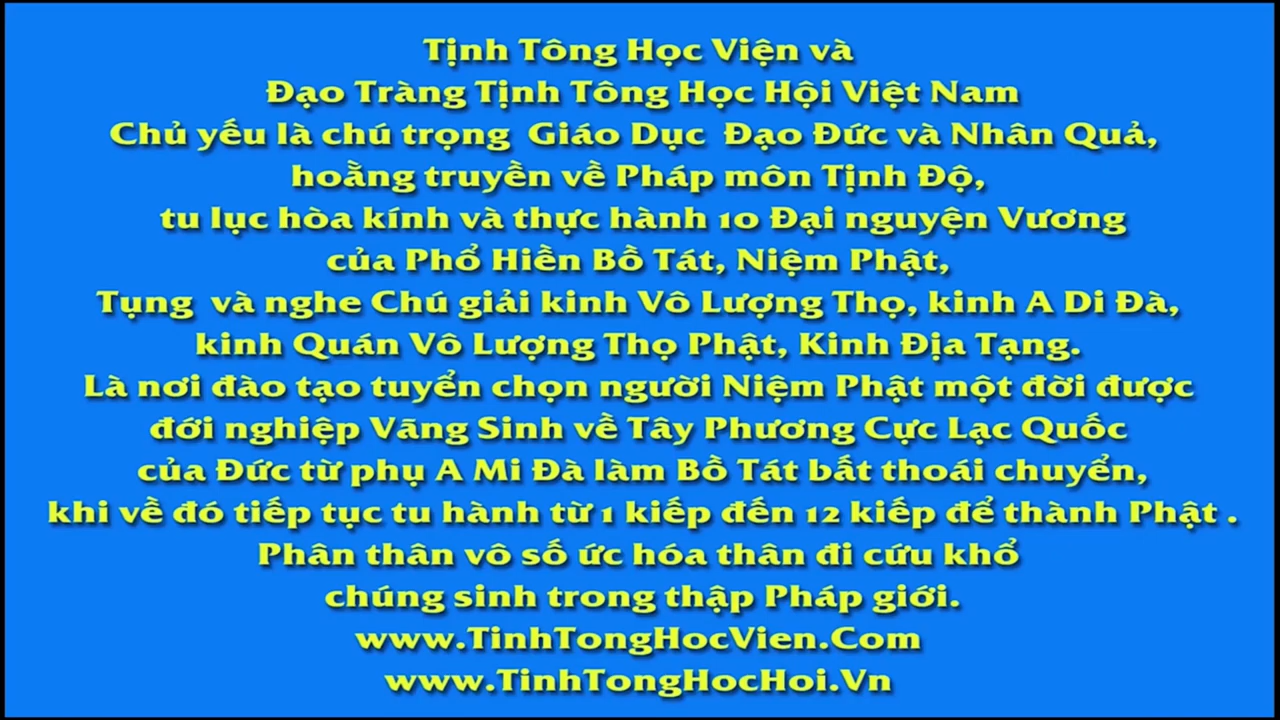 Tịnh Tông Học Viện và
Đạo Tràng Tịnh Tông Học Hội Việt Nam
Chủ yếu là chú trọng  Giáo Dục  Đạo Đức và Nhân Quả,
hoằng truyền về Pháp môn Tịnh Độ,
tu lục hòa kính và thực hành 10 Đại nguyện Vương
của Phổ Hiền Bồ Tát, Niệm Phật,
Tụng  và nghe Chú giải kinh Vô Lượng Thọ, kinh A Di Đà,
kinh Quán Vô Lượng Thọ Phật, Kinh Địa Tạng.
Là nơi đào tạo tuyển chọn người Niệm Phật một đời được
đới nghiệp Vãng Sinh về Tây Phương Cực Lạc Quốc
của Đức từ phụ A Mi Đà làm Bồ Tát bất thoái chuyển,
khi về đó tiếp tục tu hành từ 1 kiếp đến 12 kiếp để thành Phật .
Phân thân vô số ức hóa thân đi cứu khổ
chúng sinh trong thập Pháp giới.
www.TinhTongHocVien.Com
www.TinhTongHocHoi.Vn